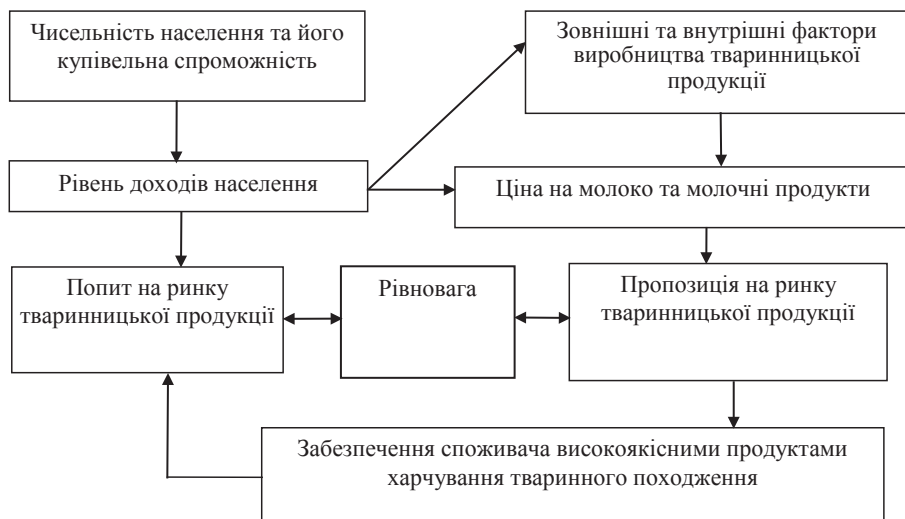 Чисельність населення та його
купівельна спроможність
Зовнішні та внутрішні фактори
виробництва тваринницької
продукції
Рівень доходів населення
Ціна на молоко та молочні продукти
Попит на ринку
тваринницької продукції
Рівновага
Пропозиція на ринку
тваринницької продукції
Забезпечення споживача високоякісними продуктами
харчування тваринного походження